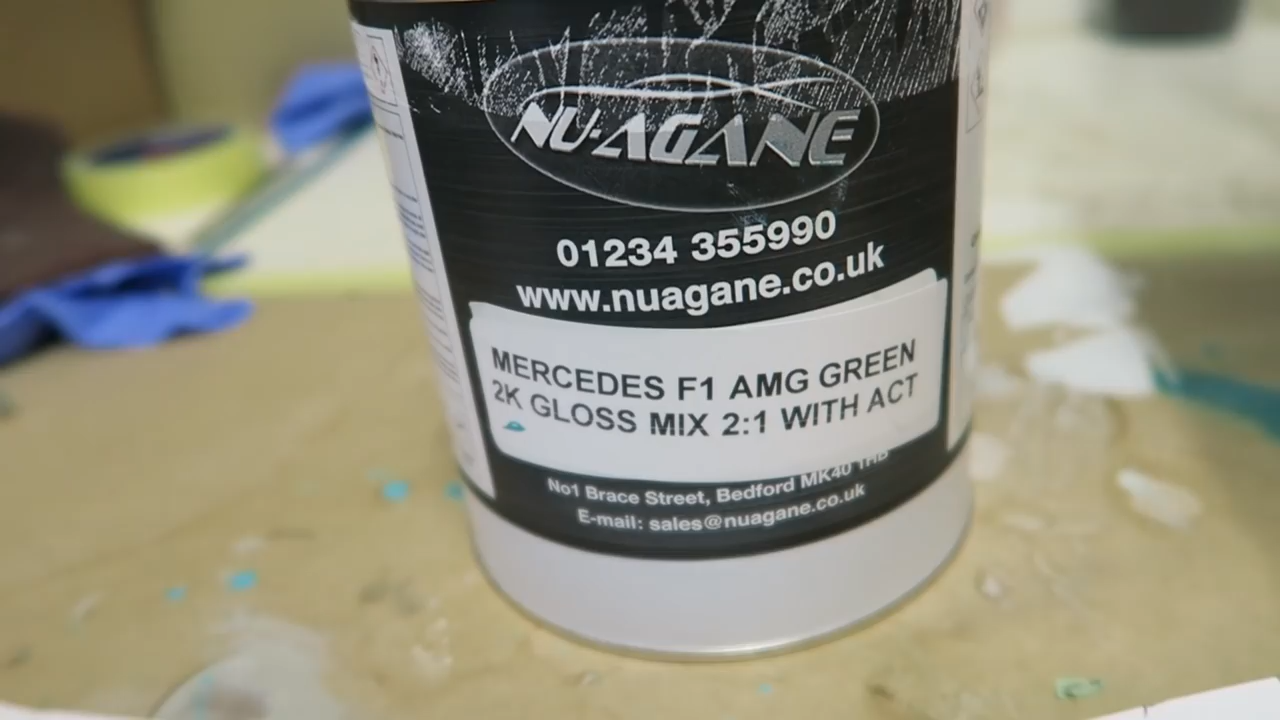 NU-AGANE
01234 355990
www.nuagane.co.uk
MERCEDES F1 AMG GREEN
2K GLOSS MIX 2:1 WITH ACT
No1 Brace Street, Bedford MK40
E-mail: sales@nuagane.co.uk